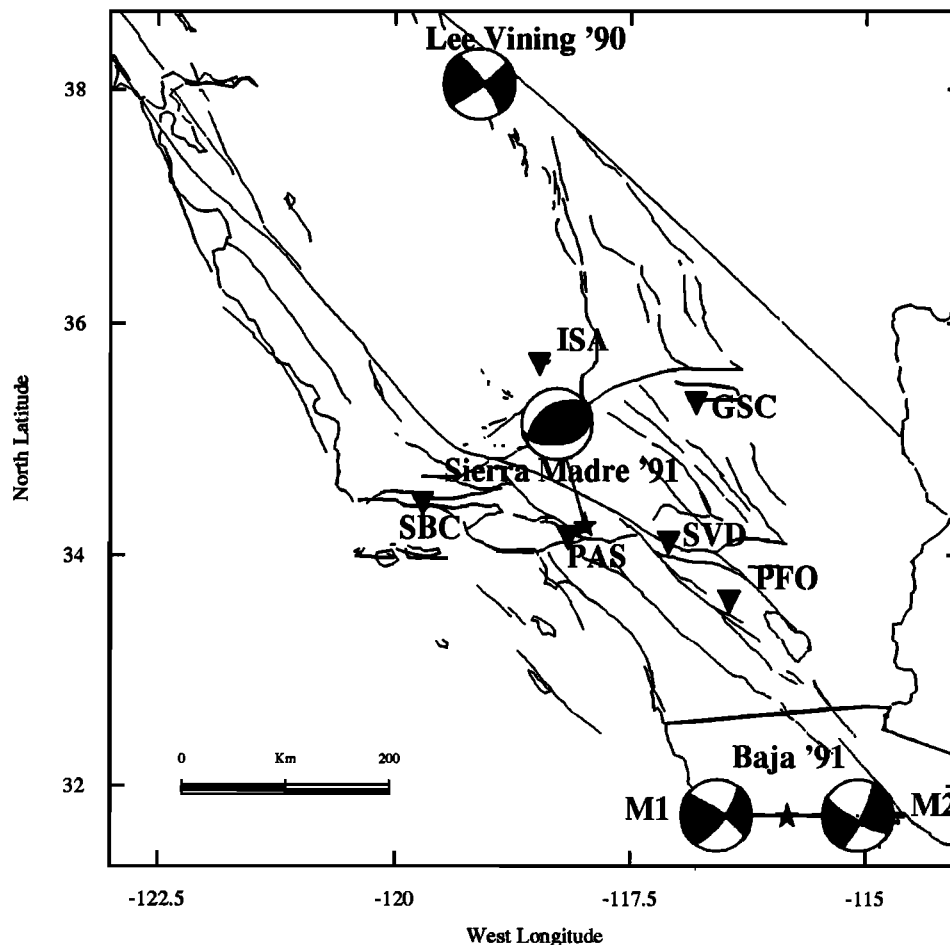 Lee Vining '90
38
ISA
36
GSC
North Latitude
Sierra Madre '91
SBC
SVD
34
PAS
PFO
0 Km 200
Baja '91
32
M1
M2
-122.5 -120 -117.5 -115
West Longitude